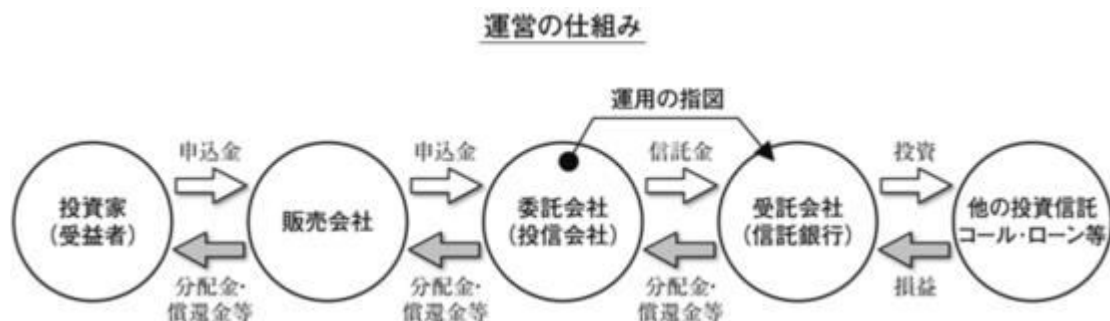 運営の仕組み
運用の指図
申込金
申込金
信託金
投資
投資家
(受益者)
販売会社
委託会社
(投信会社)
受託会社
(信託銀行)
他の投資信託
コール・ローン等
分配金・
償還金等
分配金・
償還金等
分配金・
償還金等
損益